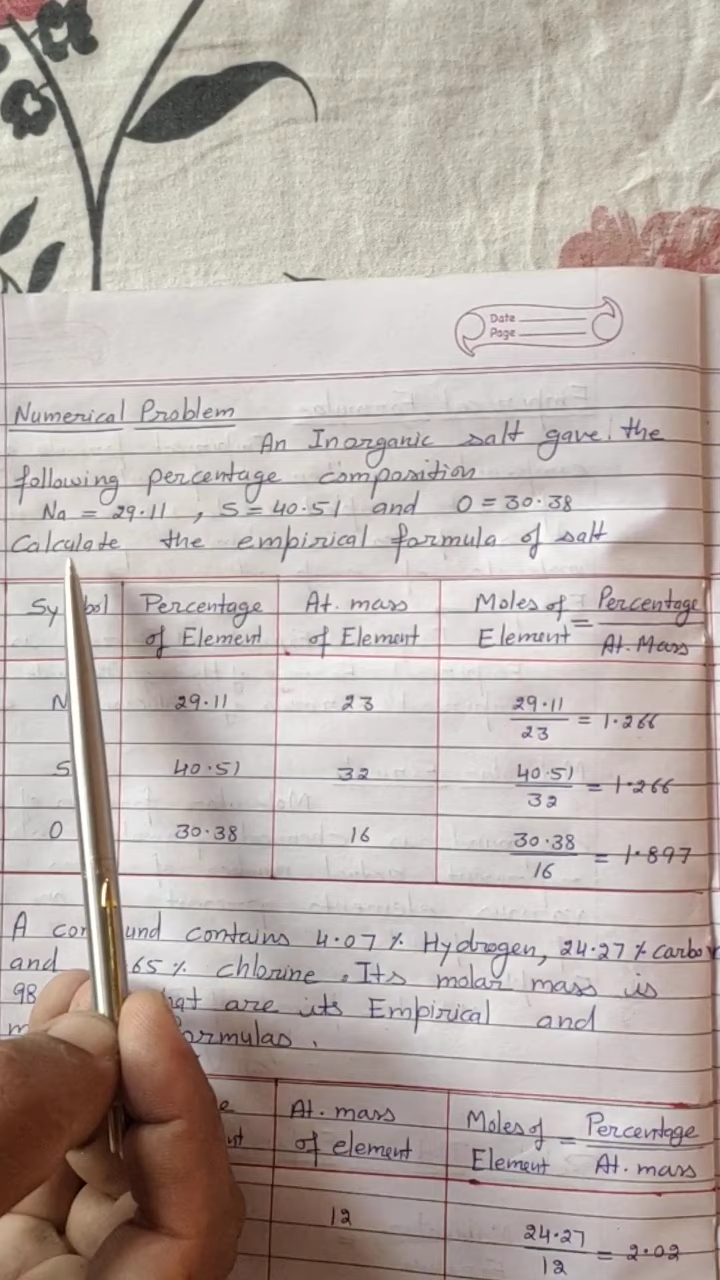 Date
Page
Numerical Problem
An Inorganic salt gave the
following percentage composition
Na = 29.11 , S = 40.51 and O = 30.38
Calculate the empirical formula of salt
Percentage of Element
At. mass of Element
Moles of Element = Percentage / At. Mass
29.11 23 29.11/23 = 1.266
S 40.51 32 40.51/32 = 1.266
O 30.38 16 30.38/16 = 1.897
A contains 4.07 % Hydrogen, 24.27 % carbon
and 65 % chlorine . Its molar mass is
98 are its Empirical and
At. mass of element
Moles of Element = Percentage / At. mass
12 24.27/12 = 2.02